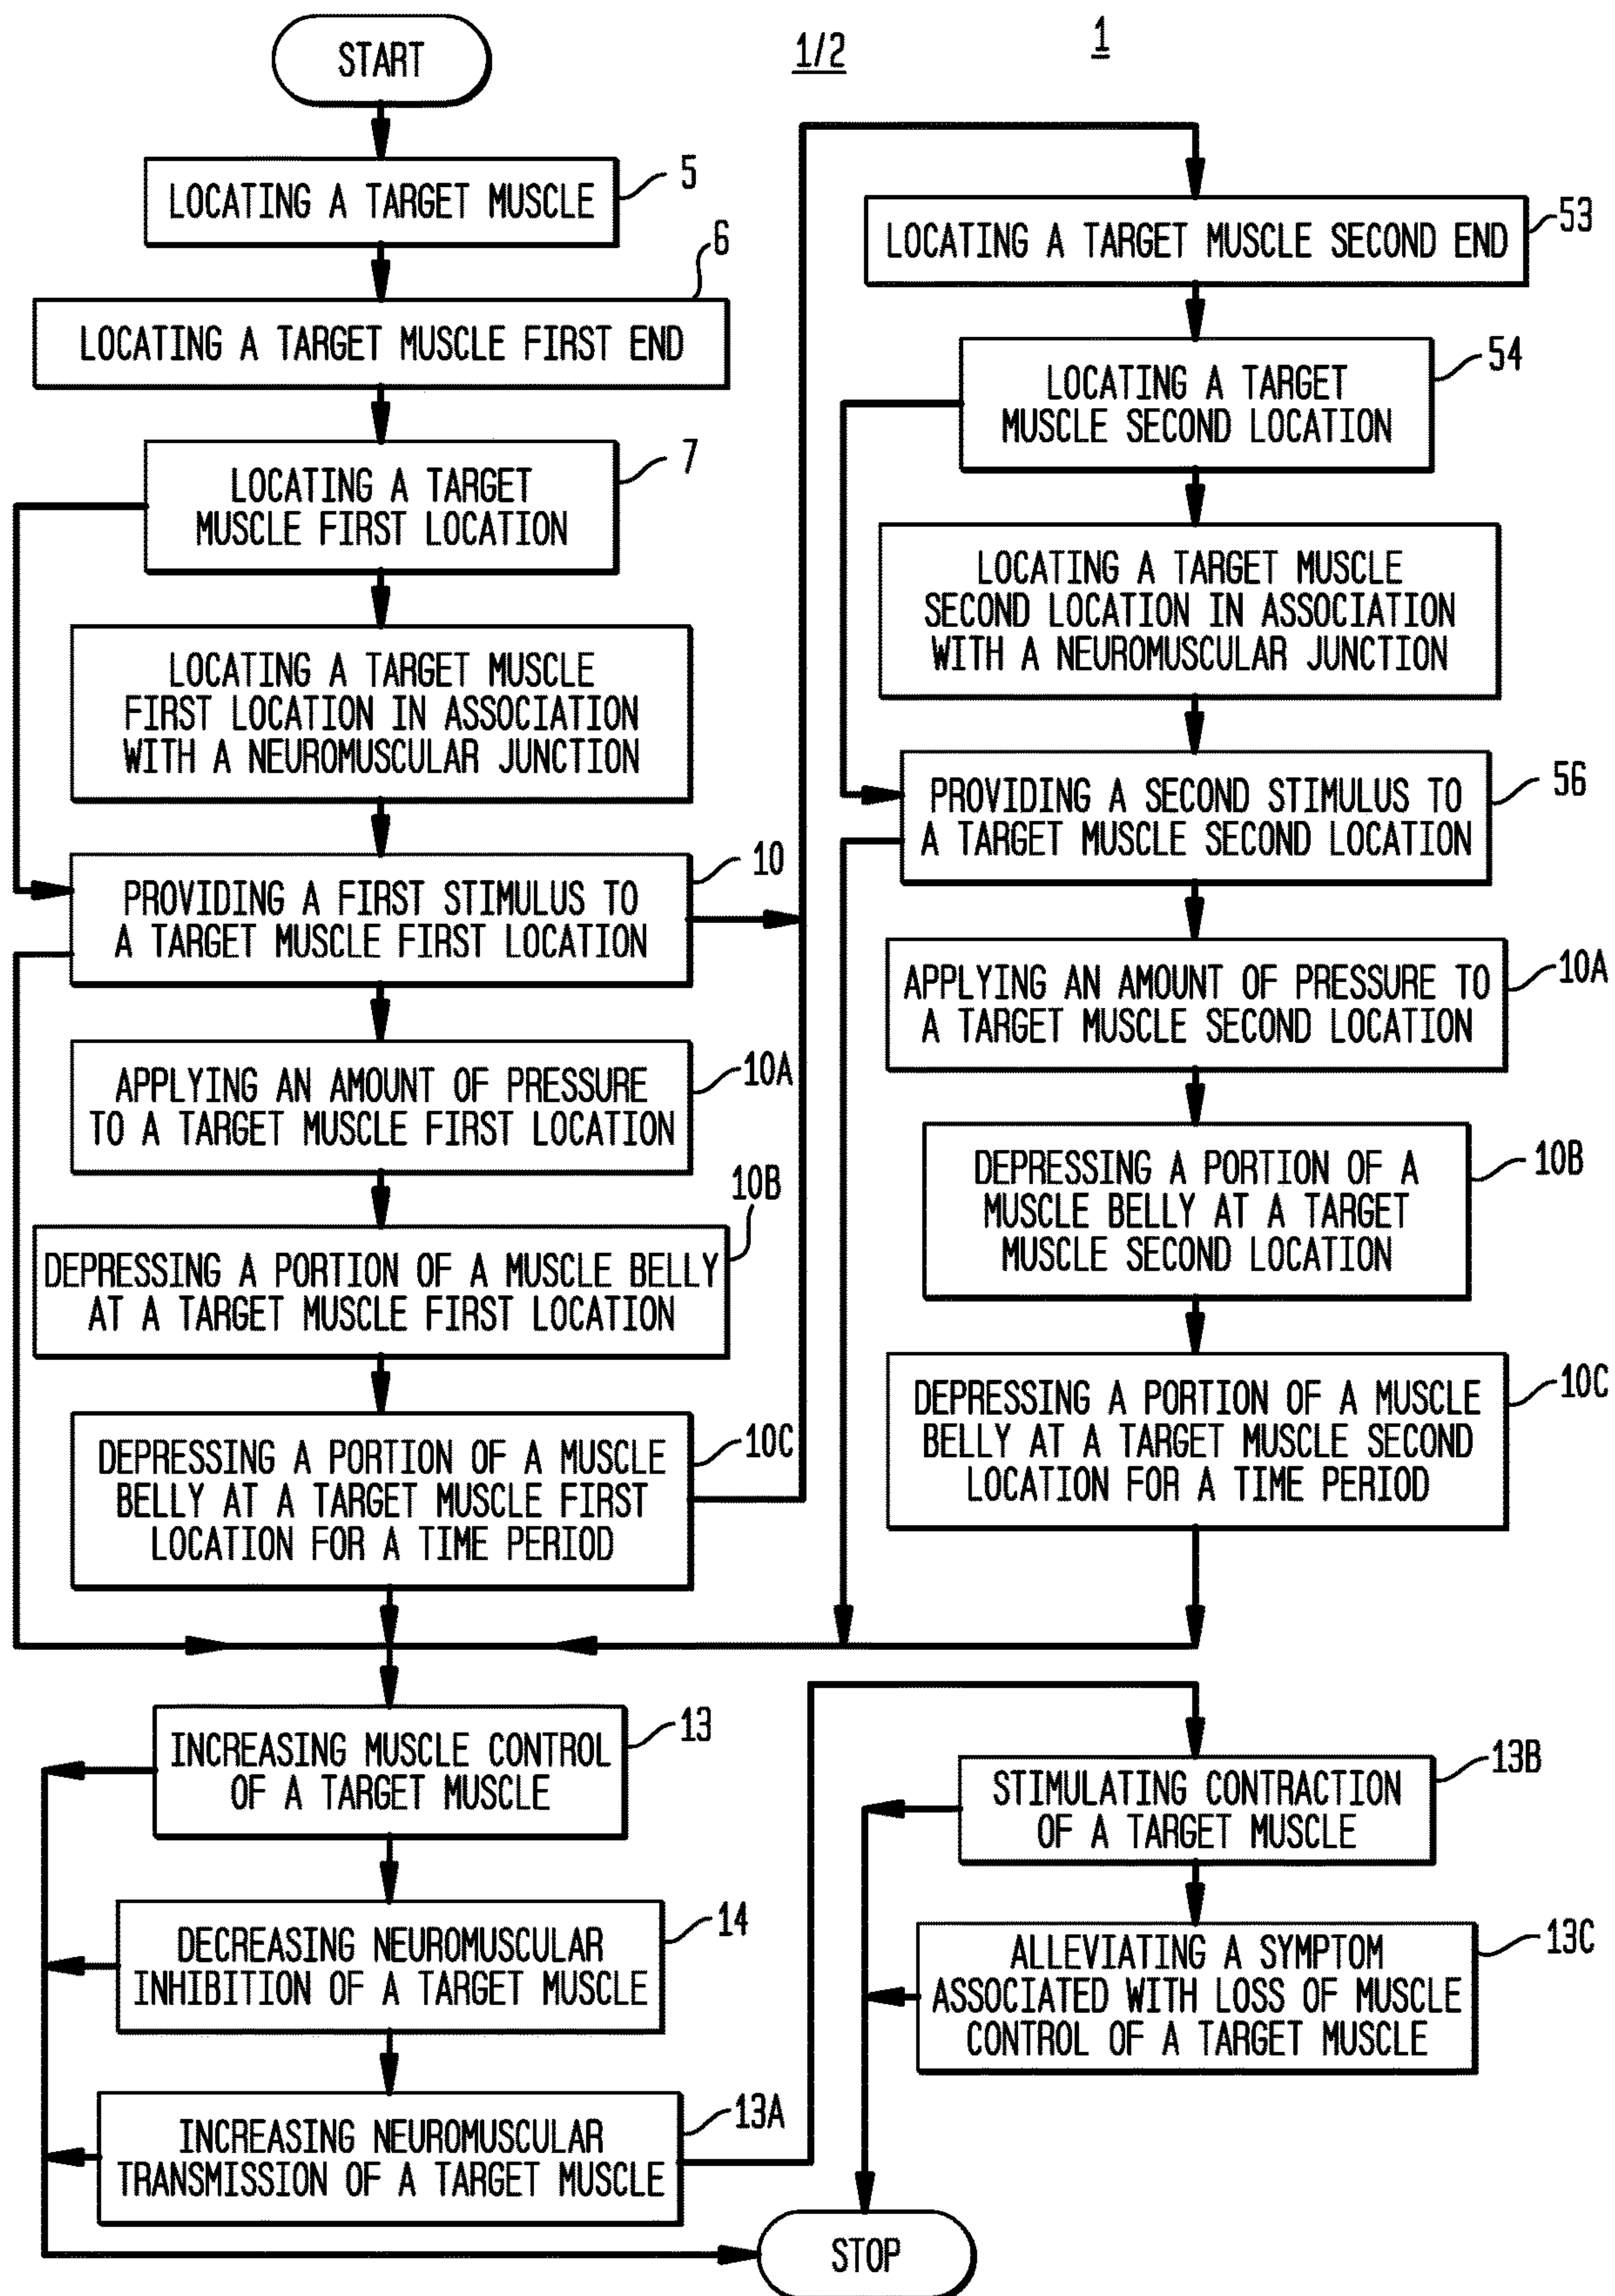 START
1/2
1
LOCATING A TARGET MUSCLE
5
6
LOCATING A TARGET MUSCLE FIRST END
LOCATING A TARGET
MUSCLE FIRST LOCATION
7
LOCATING A TARGET MUSCLE
FIRST LOCATION IN ASSOCIATION
WITH A NEUROMUSCULAR JUNCTION
PROVIDING A FIRST STIMULUS TO
A TARGET MUSCLE FIRST LOCATION
10
APPLYING AN AMOUNT OF PRESSURE
TO A TARGET MUSCLE FIRST LOCATION
10A
10B
DEPRESSING A PORTION OF A MUSCLE BELLY
AT A TARGET MUSCLE FIRST LOCATION
DEPRESSING A PORTION OF A MUSCLE
BELLY AT A TARGET MUSCLE FIRST
LOCATION FOR A TIME PERIOD
10C
LOCATING A TARGET MUSCLE SECOND END
53
LOCATING A TARGET
MUSCLE SECOND LOCATION
54
LOCATING A TARGET MUSCLE
SECOND LOCATION IN ASSOCIATION
WITH A NEUROMUSCULAR JUNCTION
PROVIDING A SECOND STIMULUS TO
A TARGET MUSCLE SECOND LOCATION
56
APPLYING AN AMOUNT OF PRESSURE TO
A TARGET MUSCLE SECOND LOCATION
10A
DEPRESSING A PORTION OF A
MUSCLE BELLY AT A TARGET
MUSCLE SECOND LOCATION
10B
DEPRESSING A PORTION OF A MUSCLE
BELLY AT A TARGET MUSCLE SECOND
LOCATION FOR A TIME PERIOD
10C
INCREASING MUSCLE CONTROL
OF A TARGET MUSCLE
13
DECREASING NEUROMUSCULAR
INHIBITION OF A TARGET MUSCLE
14
INCREASING NEUROMUSCULAR
TRANSMISSION OF A TARGET MUSCLE
13A
STIMULATING CONTRACTION
OF A TARGET MUSCLE
13B
ALLEVIATING A SYMPTOM
ASSOCIATED WITH LOSS OF MUSCLE
CONTROL OF A TARGET MUSCLE
13C
STOP